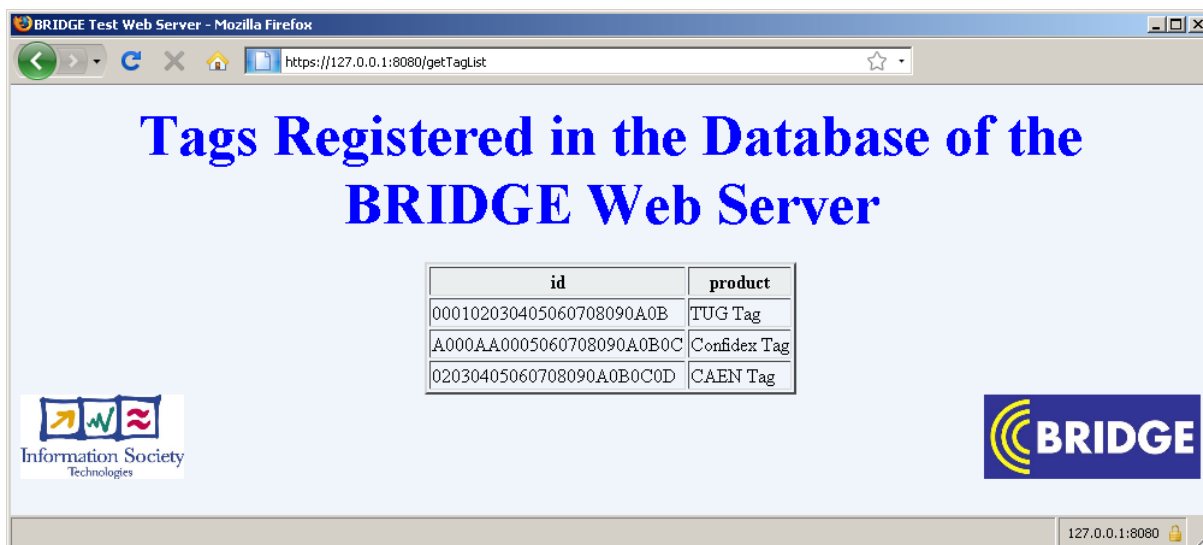 BRIDGE Test Web Server - Mozilla Firefox
https://127.0.0.1:8080/getTagList
Tags Registered in the Database of the
BRIDGE Web Server
id product
000102030405060708090A0B TUG Tag
A000AA0005060708090A0B0C Confidex Tag
02030405060708090A0B0C0D CAEN Tag
Information Society
Technologies
BRIDGE
127.0.0.1:8080